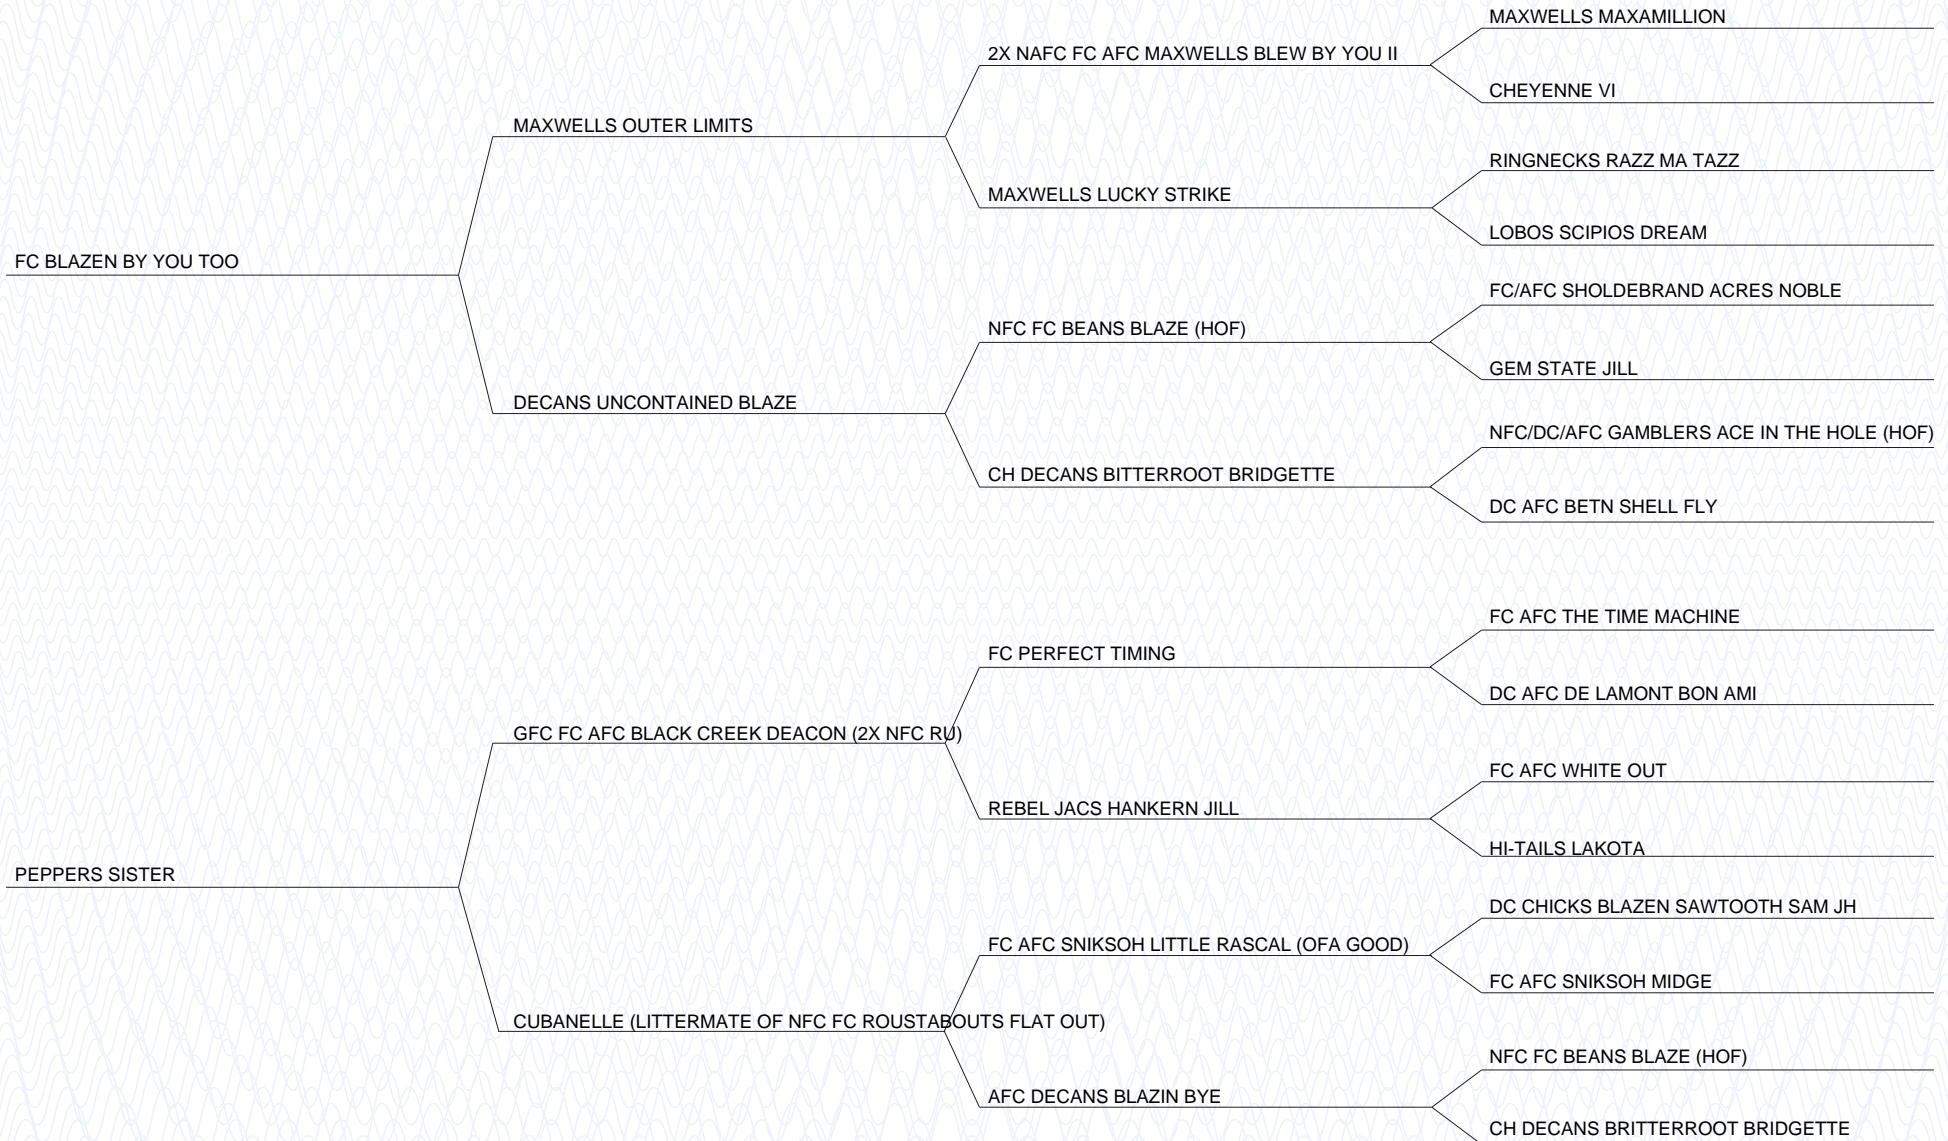 MAXWELLS MAXAMILLION
2X NAFC FC AFC MAXWELLS BLEW BY YOU II
CHEYENNE VI
MAXWELLS OUTER LIMITS
RINGNECKS RAZZ MA TAZZ
MAXWELLS LUCKY STRIKE
LOBOS SCIPIOS DREAM
FC BLAZEN BY YOU TOO
FC/AFC SHOLDEBRAND ACRES NOBLE
NFC FC BEANS BLAZE (HOF)
GEM STATE JILL
DECANS UNCONTAINED BLAZE
NFC/DC/AFC GAMBLERS ACE IN THE HOLE (HOF)
CH DECANS BITTERROOT BRIDGETTE
DC AFC BETN SHELL FLY
FC AFC THE TIME MACHINE
FC PERFECT TIMING
DC AFC DE LAMONT BON AMI
GFC FC AFC BLACK CREEK DEACON (2X NFC RU)
FC AFC WHITE OUT
REBEL JACS HANKERN JILL
HI-TAILS LAKOTA
PEPPERS SISTER
DC CHICKS BLAZEN SAWTOOTH SAM JH
FC AFC SNIKSOH LITTLE RASCAL (OFA GOOD)
FC AFC SNIKSOH MIDGE
CUBANELLE (LITTERMATE OF NFC FC ROUSTABOUTS FLAT OUT)
NFC FC BEANS BLAZE (HOF)
AFC DECANS BLAZIN BYE
CH DECANS BRITTERROOT BRIDGETTE